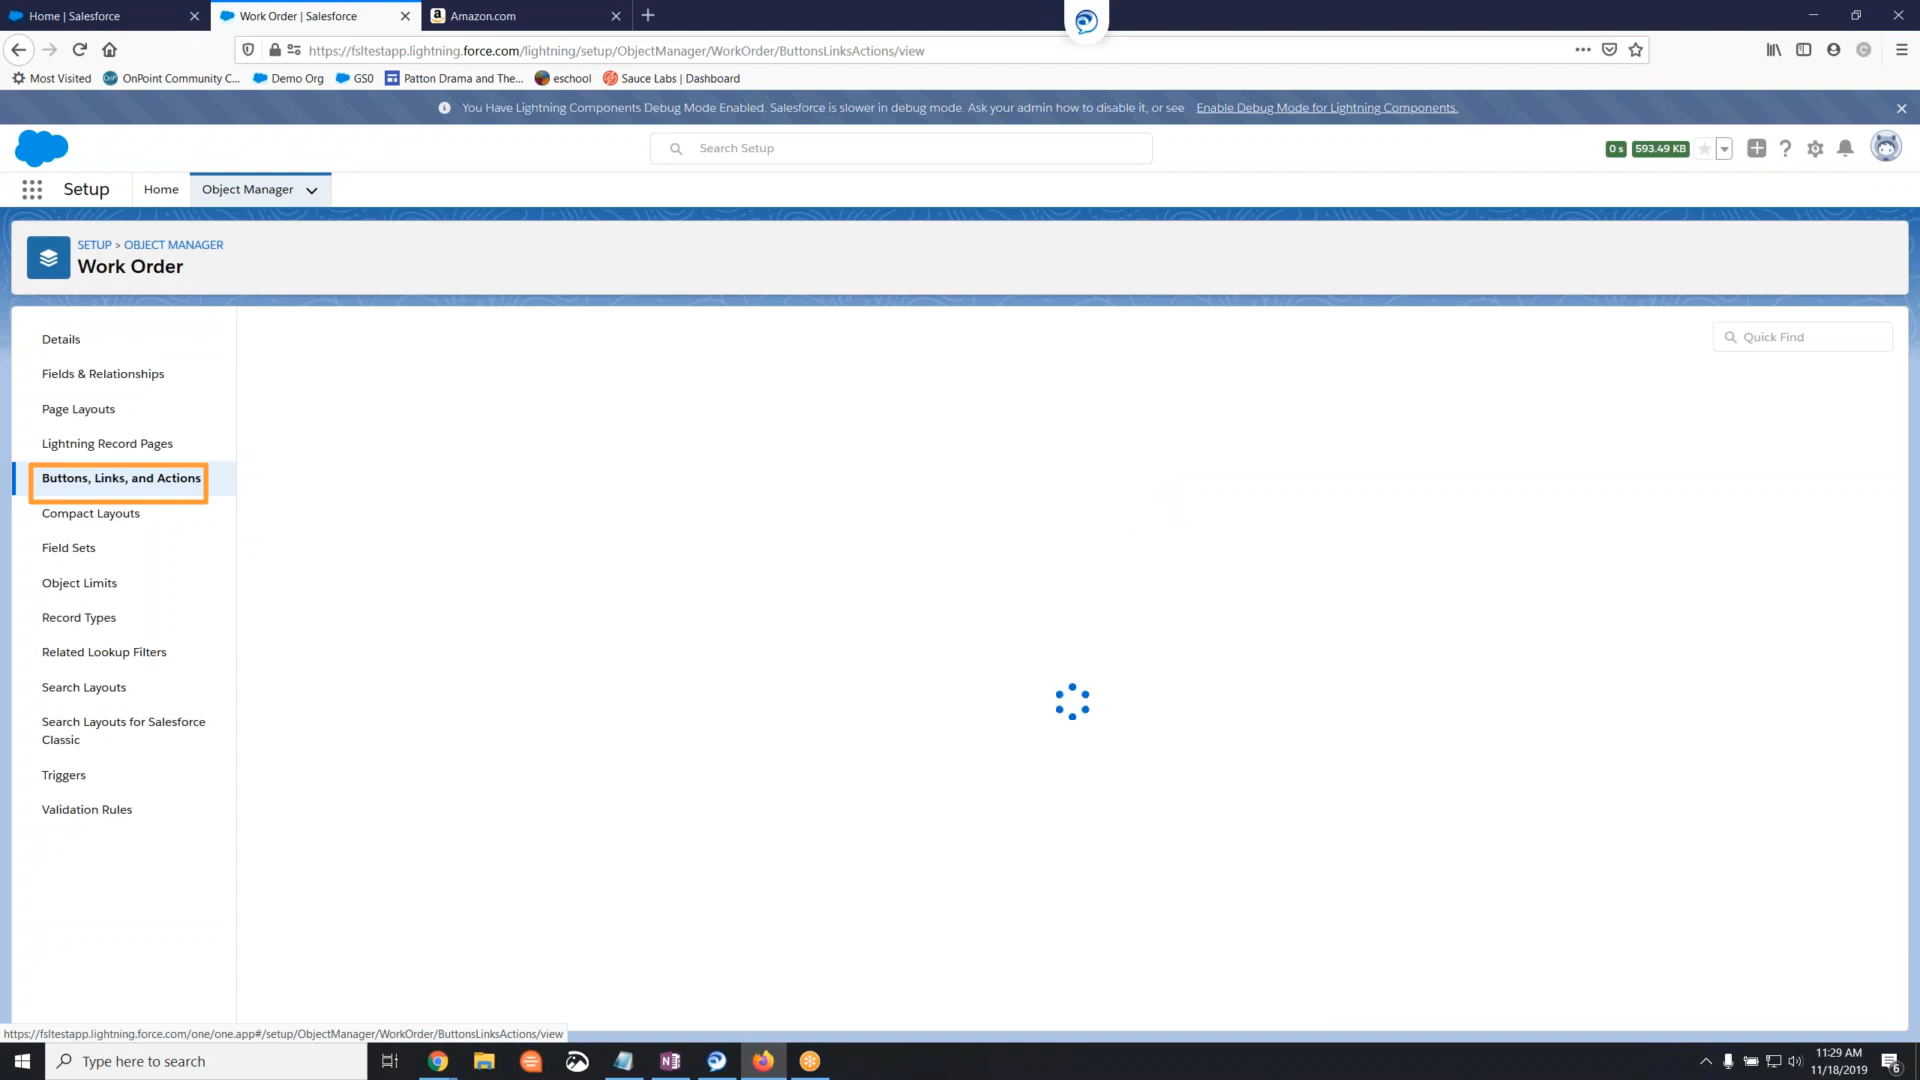 Home | Salesforce
Work Order | Salesforce
Amazon.com
https://fsltestapp.lightning.force.com/lightning/setup/ObjectManager/WorkOrder/ButtonsLinksActions/view
Most Visited
OnPoint Community C...
Demo Org
GS0
Patton Drama and The...
eschool
Sauce Labs | Dashboard
You Have Lightning Components Debug Mode Enabled. Salesforce is slower in debug mode. Ask your admin how to disable it, or see Enable Debug Mode for Lightning Components.
Search Setup
0 s
593.49 KB
Setup
Home
Object Manager
SETUP > OBJECT MANAGER
Work Order
Details
Quick Find
Fields & Relationships
Page Layouts
Lightning Record Pages
Buttons, Links, and Actions
Compact Layouts
Field Sets
Object Limits
Record Types
Related Lookup Filters
Search Layouts
Search Layouts for Salesforce
Classic
Triggers
Validation Rules
https://fsltestapp.lightning.force.com/one/one.app#/setup/ObjectManager/WorkOrder/ButtonsLinksActions/view
Type here to search
11:29 AM
11/18/2019
6